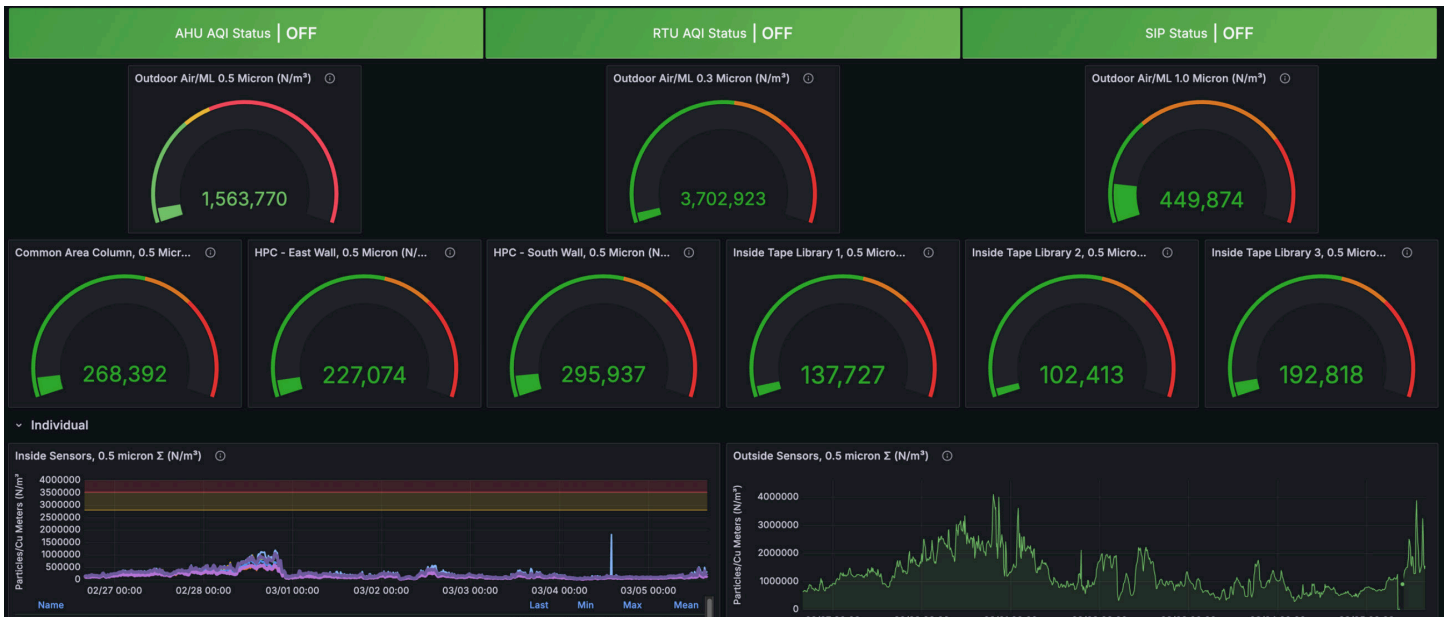 AHU AQI Status | OFF
RTU AQI Status | OFF
SIP Status | OFF
Outdoor Air/ML 0.5 Micron (N/m³)
1,563,770
Outdoor Air/ML 0.3 Micron (N/m³)
3,702,923
Outdoor Air/ML 1.0 Micron (N/m³)
449,874
Common Area Column, 0.5 Micr...
268,392
HPC - East Wall, 0.5 Micron (N/...
227,074
HPC - South Wall, 0.5 Micron (N...
295,937
Inside Tape Library 1, 0.5 Micro...
137,727
Inside Tape Library 2, 0.5 Micro...
102,413
Inside Tape Library 3, 0.5 Micro...
192,818
Individual
Inside Sensors, 0.5 micron Σ (N/m³)
Particles/Cu Meters (N/m³
4000000
3500000
3000000
2500000
2000000
1500000
1000000
500000
0
02/27 00:00
02/28 00:00
03/01 00:00
03/02 00:00
03/03 00:00
03/04 00:00
03/05 00:00
Name Last Min Max Mean
Outside Sensors, 0.5 micron Σ (N/m³)
Particles/Cu Meters (N/m³)
4000000
3000000
2000000
1000000
0